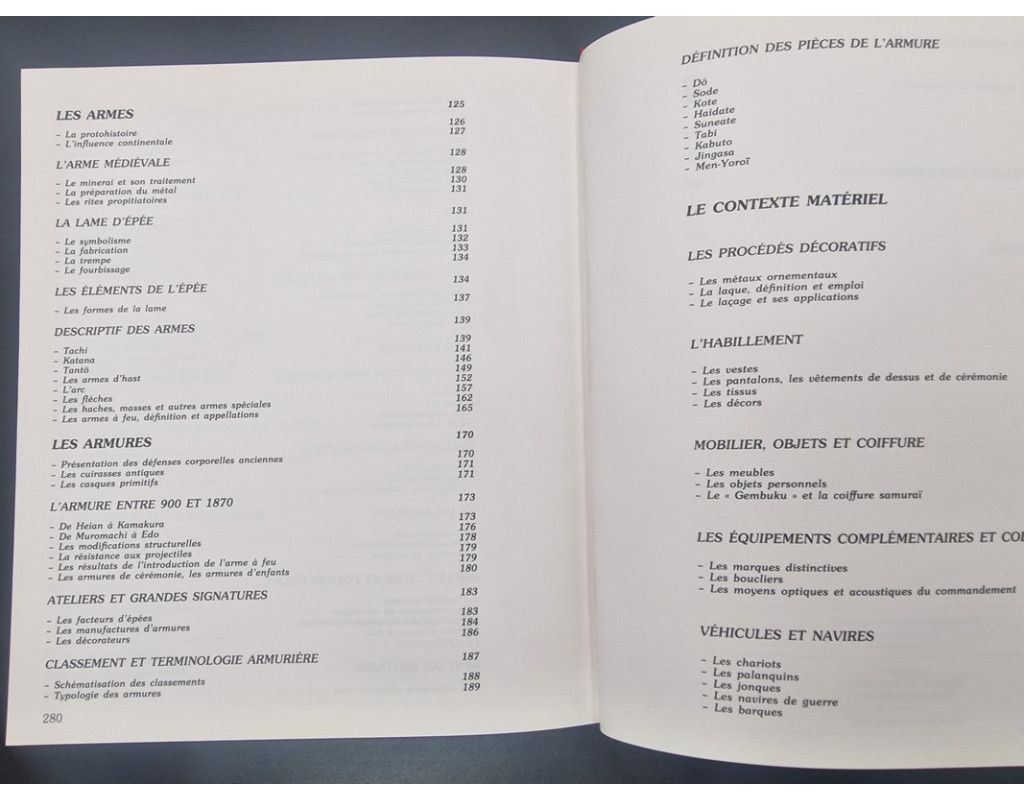 LES ARMES 125
- La protohistoire 126
- L'influence continentale 127
L'ARME MÉDIÉVALE 128
- Le minerai et son traitement 128
- La préparation du métal 130
- Les rites propitiatoires 131
LA LAME D'ÉPÉE 131
- Le symbolisme 131
- La fabrication 132
- La trempe 133
- Le fourbissage 134
LES ÉLÉMENTS DE L'ÉPÉE 134
- Les formes de la lame 137
DESCRIPTIF DES ARMES 139
- Tachi 139
- Katana 141
- Tantō 146
- Les armes d'hast 149
- L'arc 152
- Les flèches 157
- Les haches, masses et autres armes spéciales 162
- Les armes à feu, définition et appellations 165
LES ARMURES 170
- Présentation des défenses corporelles anciennes 170
- Les cuirasses antiques 171
- Les casques primitifs 171
L'ARMURE ENTRE 900 ET 1870 173
- De Heian à Kamakura 173
- De Muromachi à Edo 176
- Les modifications structurelles 178
- La résistance aux projectiles 179
- Les résultats de l'introduction de l'arme à feu 179
- Les armures de cérémonie, les armures d'enfants 180
ATELIERS ET GRANDES SIGNATURES 183
- Les facteurs d'épées 183
- Les manufactures d'armures 184
- Les décorateurs 186
CLASSEMENT ET TERMINOLOGIE ARMURIÈRE 187
- Schématisation des classements 188
- Typologie des armures 189
280
DÉFINITION DES PIÈCES DE L'ARMURE
- Dō
- Sode
- Kote
- Haidate
- Suneate
- Tabi
- Kabuto
- Jingasa
- Men-Yoroï
LE CONTEXTE MATÉRIEL
LES PROCÉDÉS DÉCORATIFS
- Les métaux ornementaux
- La laque, définition et emploi
- Le laçage et ses applications
L'HABILLEMENT
- Les vestes
- Les pantalons, les vêtements de dessus et de cérémonie
- Les tissus
- Les décors
MOBILIER, OBJETS ET COIFFURE
- Les meubles
- Les objets personnels
- Le « Gembuku » et la coiffure samuraï
LES ÉQUIPEMENTS COMPLÉMENTAIRES ET
- Les marques distinctives
- Les boucliers
- Les moyens optiques et acoustiques du commandement
VÉHICULES ET NAVIRES
- Les chariots
- Les palanquins
- Les jonques
- Les navires de guerre
- Les barques